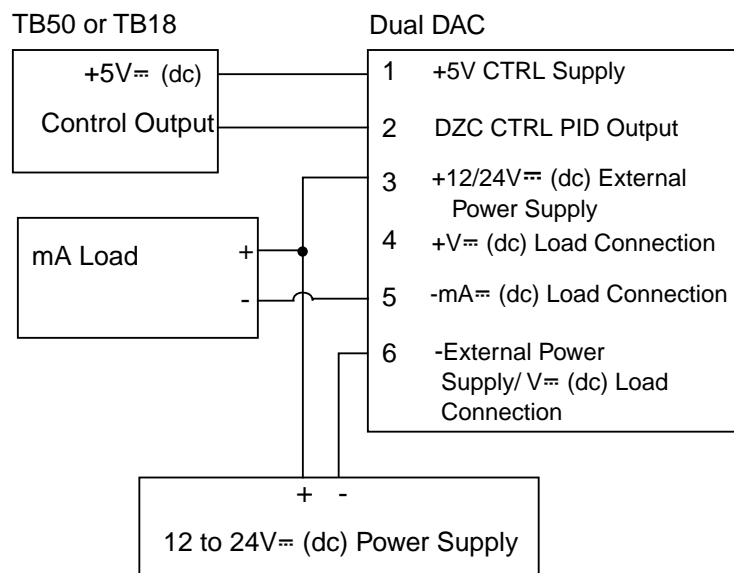 TB50 or TB18
Dual DAC
+5V⎓ (dc)
Control Output
1 +5V CTRL Supply
2 DZC CTRL PID Output
3 +12/24V⎓ (dc) External
Power Supply
4 +V⎓ (dc) Load Connection
5 -mA⎓ (dc) Load Connection
6 -External Power
Supply/ V⎓ (dc) Load
Connection
mA Load
+
-
+ -
12 to 24V⎓ (dc) Power Supply